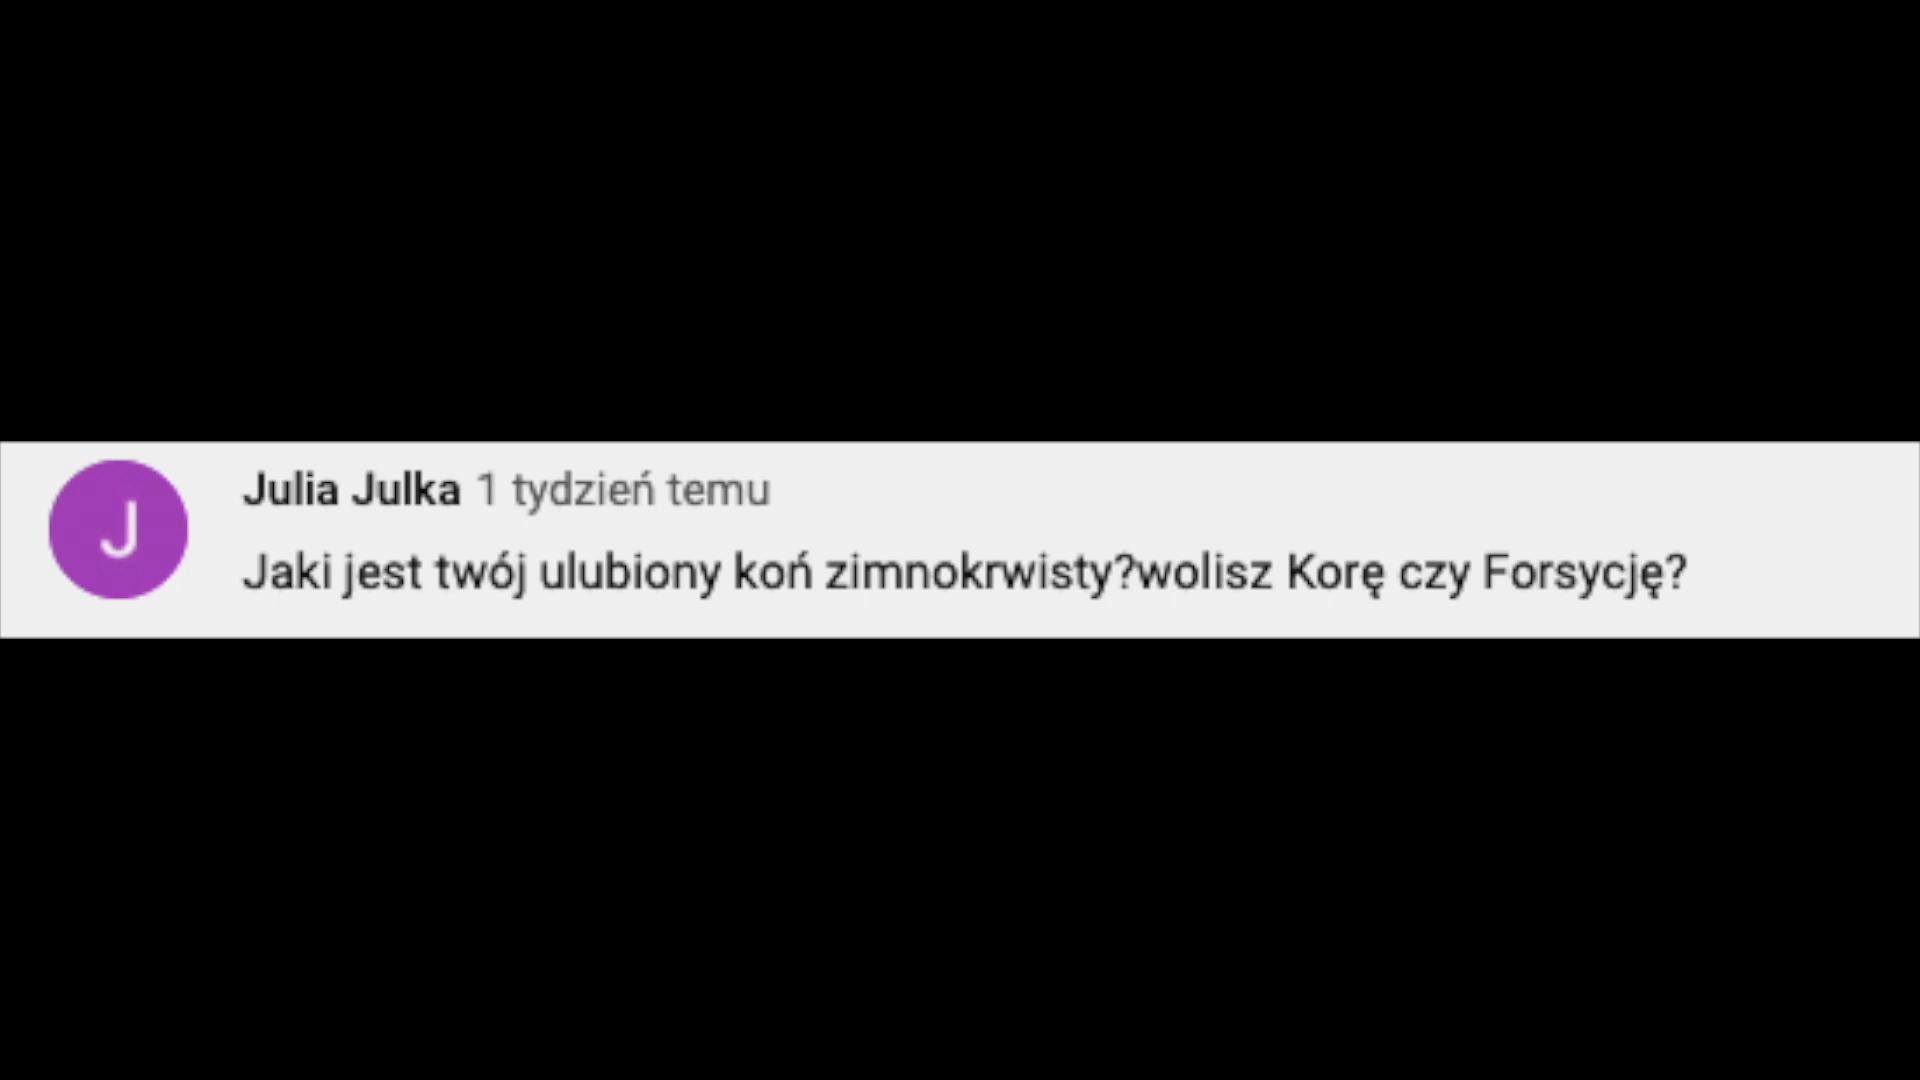 J
Julia Julka 1 tydzień temu
Jaki jest twój ulubiony koń zimnokrwisty?wolisz Korę czy Forsycję?